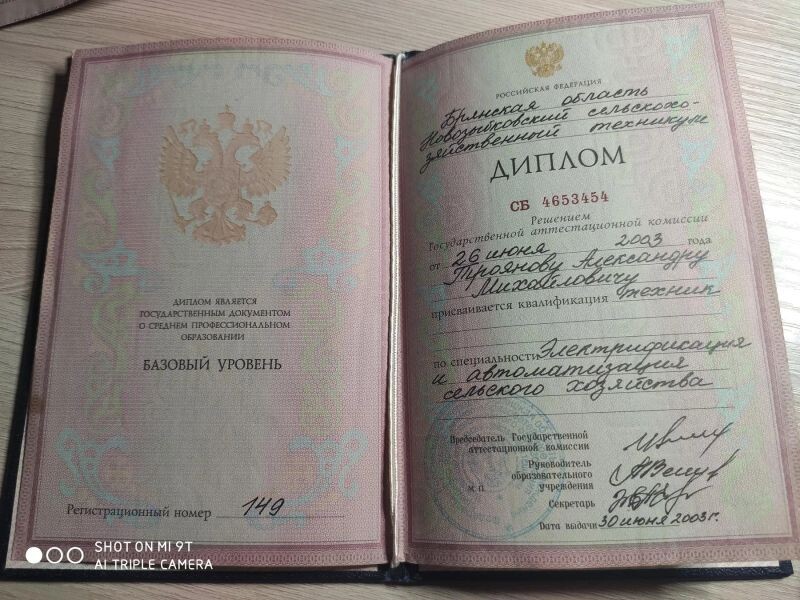 ДИПЛОМ ЯВЛЯЕТСЯ
ГОСУДАРСТВЕННЫМ ДОКУМЕНТОМ
О СРЕДНЕМ ПРОФЕССИОНАЛЬНОМ
ОБРАЗОВАНИИ
БАЗОВЫЙ УРОВЕНЬ
Регистрационный номер 149
РОССИЙСКАЯ ФЕДЕРАЦИЯ
Брянская область
Новозыбковский сельскохо-
зяйственный техникум
ДИПЛОМ
СБ 4653454
Решением
Государственной аттестационной комиссии
от 26 июня 2003 года
Троянову Александру
Михайловичу
присваивается квалификация техник
по специальности Электрификация
и автоматизация
сельского хозяйства
Председатель Государственной
аттестационной комиссии
Руководитель
образовательного
учреждения
М.П.
Секретарь
Дата выдачи 30 июня 2003 г.
SHOT ON MI 9T
AI TRIPLE CAMERA